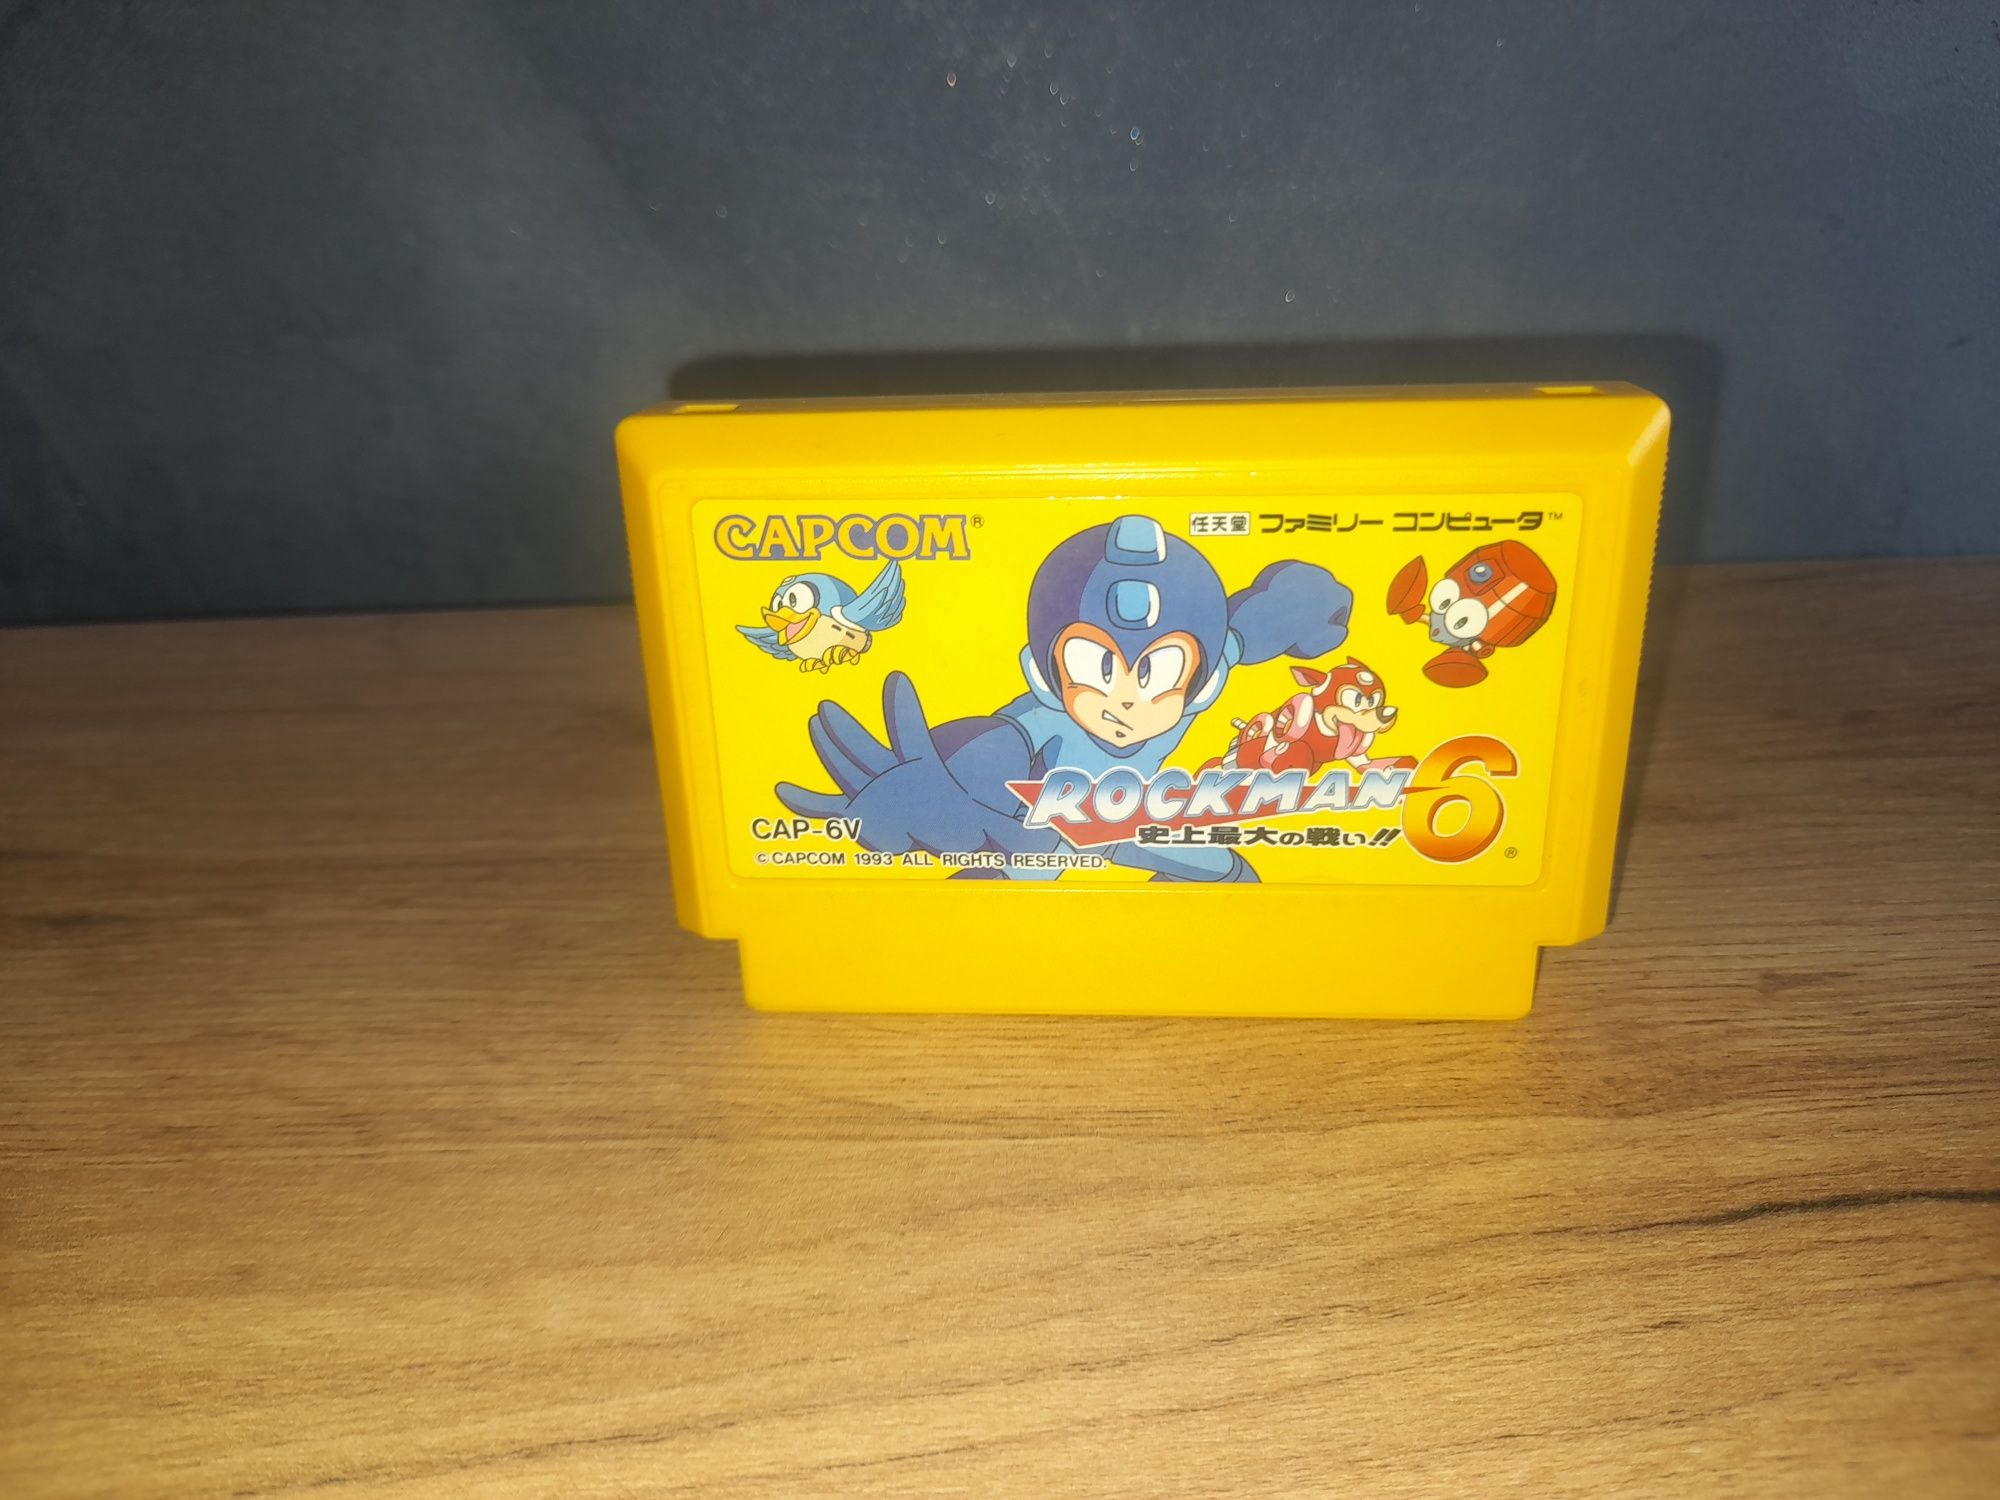 CAPCOM®
任天堂 ファミリー コンピュータ™
ROCKMAN 6
史上最大の戦い!! ®
CAP-6V
©CAPCOM 1993 ALL RIGHTS RESERVED.